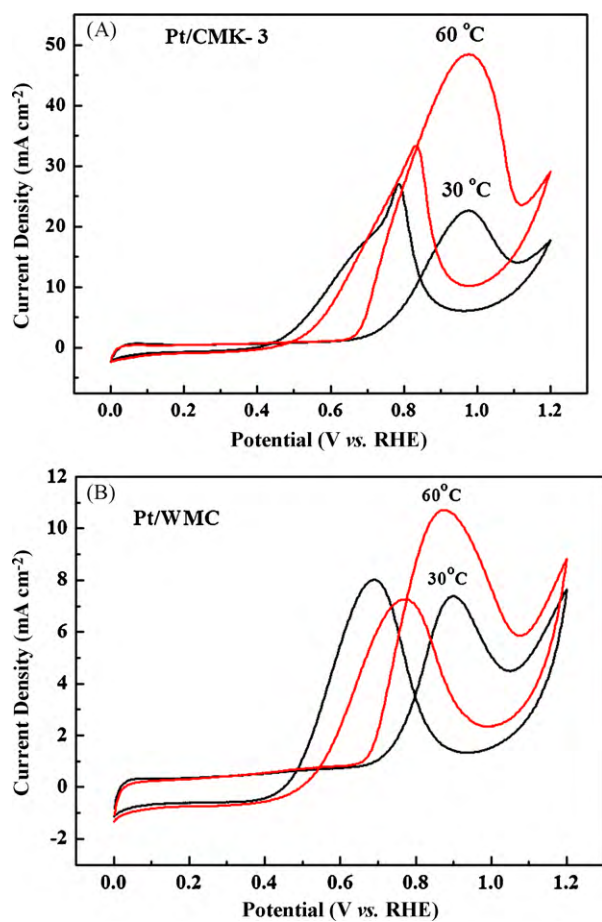 (A)
Pt/CMK-3
60 °C
30 °C
50
40
30
20
10
0
0.0 0.2 0.4 0.6 0.8 1.0 1.2
Current Density (mA cm-2)
Potential (V vs. RHE)
(B)
Pt/WMC
60°C
30°C
12
10
8
6
4
2
0
-2
0.0 0.2 0.4 0.6 0.8 1.0 1.2
Current Density (mA cm-2)
Potential (V vs. RHE)